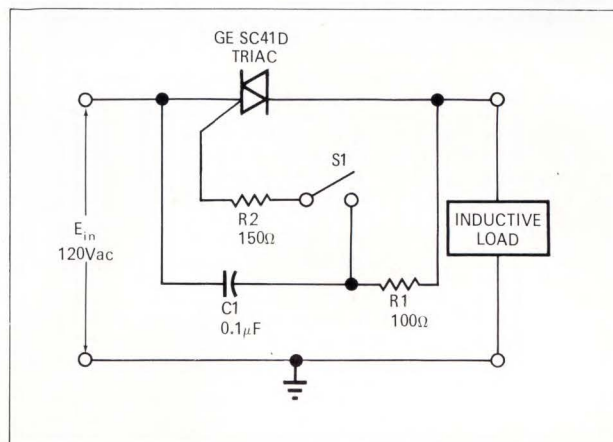 GE SC41D
TRIAC
S1
R2
150Ω
E in
120Vac
C1
0.1μF
R1
100Ω
INDUCTIVE
LOAD